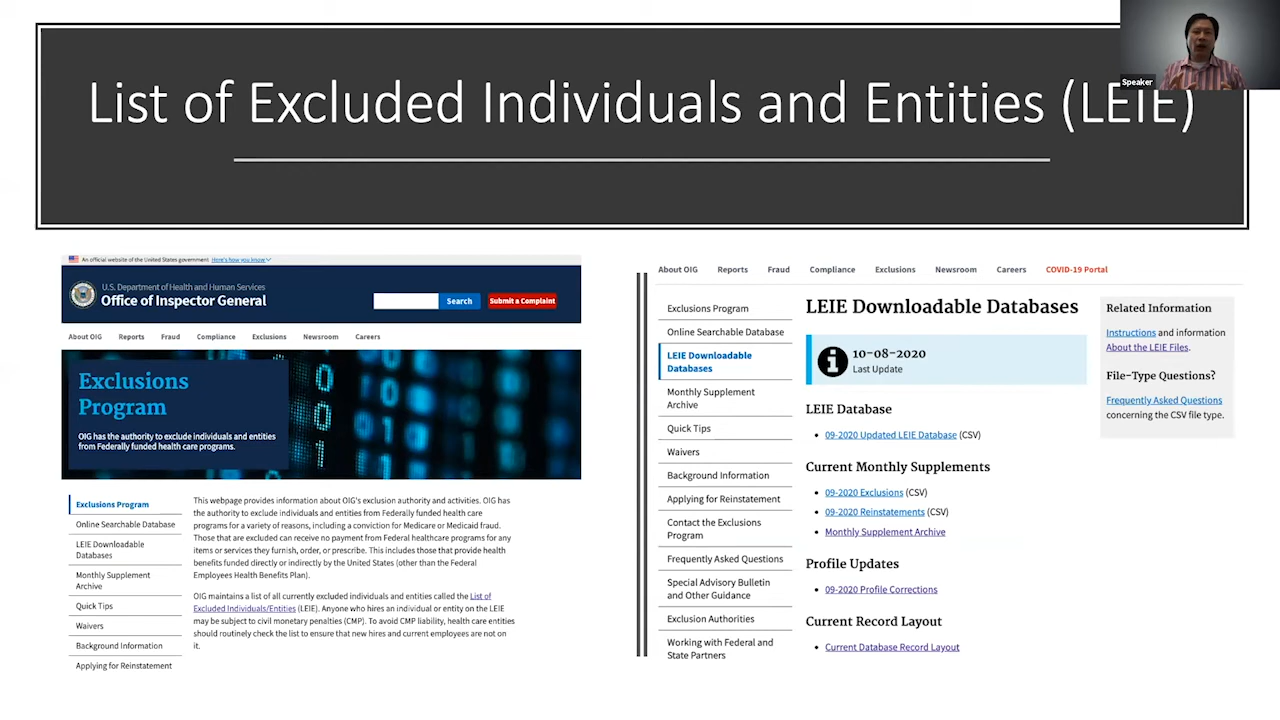 List of Excluded Individuals and Entities (LEIE)
Speaker
An official website of the United States government Here's how you know
U.S. Department of Health and Human Services
Office of Inspector General
Search
Submit a Complaint
About OIG Reports Fraud Compliance Exclusions Newsroom Careers
Exclusions
Program
OIG has the authority to exclude individuals and entities
from Federally funded health care programs.
Exclusions Program
Online Searchable Database
LEIE Downloadable
Databases
Monthly Supplement
Archive
Quick Tips
Waivers
Background Information
Applying for Reinstatement
This webpage provides information about OIG's exclusion authority and activities. OIG has
the authority to exclude individuals and entities from Federally funded health care
programs for a variety of reasons, including a conviction for Medicare or Medicaid fraud.
Those that are excluded can receive no payment from Federal healthcare programs for any
items or services they furnish, order, or prescribe. This includes those that provide health
benefits funded directly or indirectly by the United States (other than the Federal
Employees Health Benefits Plan).
OIG maintains a list of all currently excluded individuals and entities called the List of
Excluded Individuals/Entities (LEIE). Anyone who hires an individual or entity on the LEIE
may be subject to civil monetary penalties (CMP). To avoid CMP liability, health care entities
should routinely check the list to ensure that new hires and current employees are not on
it.
About OIG Reports Fraud Compliance Exclusions Newsroom Careers COVID-19 Portal
Exclusions Program
Online Searchable Database
LEIE Downloadable
Databases
Monthly Supplement
Archive
Quick Tips
Waivers
Background Information
Applying for Reinstatement
Contact the Exclusions
Program
Frequently Asked Questions
Special Advisory Bulletin
and Other Guidance
Exclusion Authorities
Working with Federal and
State Partners
LEIE Downloadable Databases
10-08-2020
Last Update
LEIE Database
09-2020 Updated LEIE Database (CSV)
Current Monthly Supplements
09-2020 Exclusions (CSV)
09-2020 Reinstatements (CSV)
Monthly Supplement Archive
Profile Updates
09-2020 Profile Corrections
Current Record Layout
Current Database Record Layout
Related Information
Instructions and information
About the LEIE Files.
File-Type Questions?
Frequently Asked Questions
concerning the CSV file type.